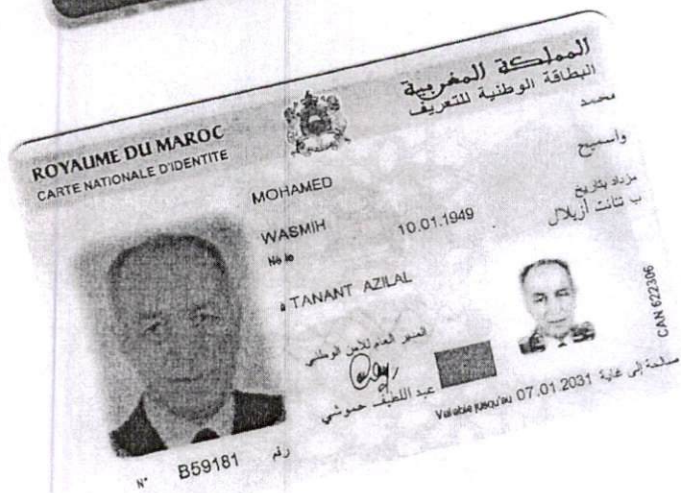 ROYAUME DU MAROC
المملكة المغربية
CARTE NATIONALE D'IDENTITE
البطاقة الوطنية للتعريف
MOHAMED
محمد
WASMIH
واسميح
Né le
10.01.1949
مزداد بتاريخ
à TANANT AZILAL
ب تنانت أزيلال
المدير العام للأمن الوطني
عبد اللطيف حموشي
CAN 622306
N° B59181 رقم
Valable jusqu'au 07.01.2031 صالحة إلى غاية